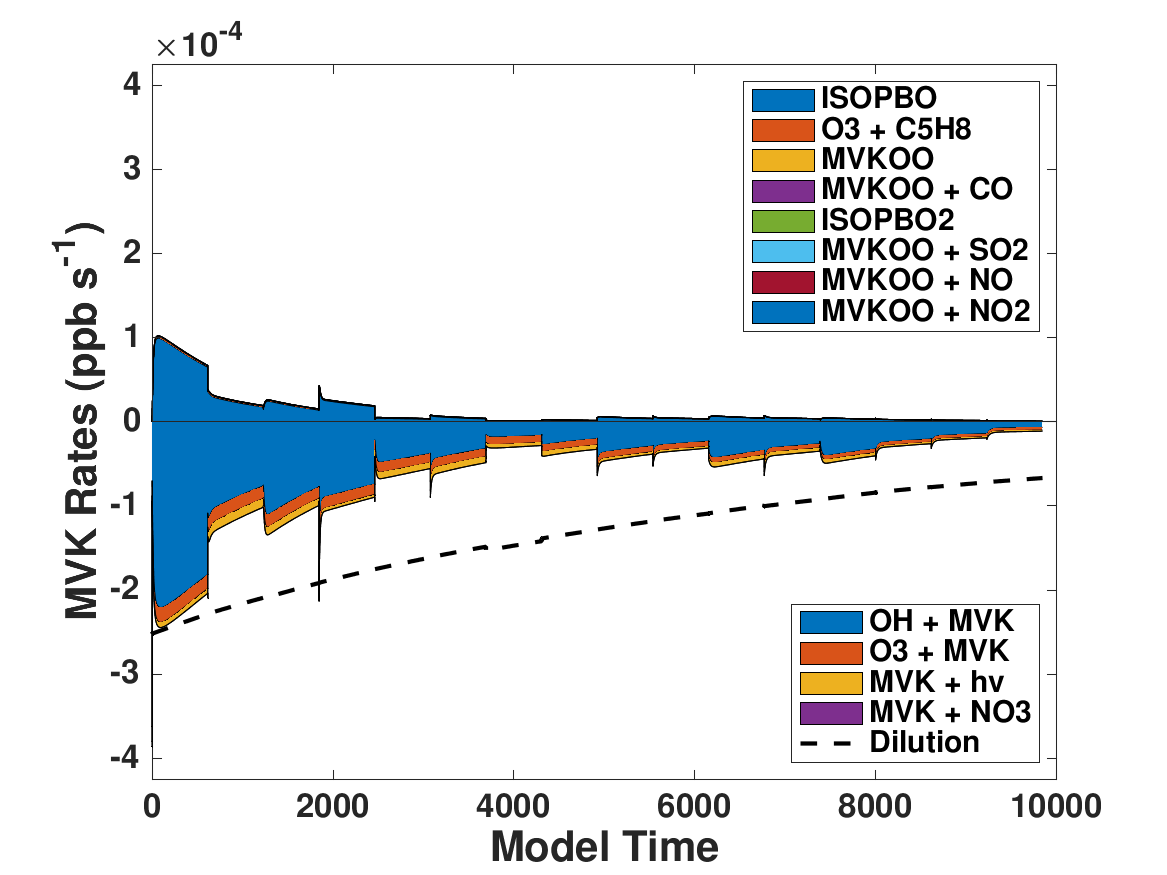 ×10-4
4
3
2
1
0
-1
-2
-3
-4
MVK Rates (ppb s-1)
ISOPBO
O3 + C5H8
MVKOO
MVKOO + CO
ISOPBO2
MVKOO + SO2
MVKOO + NO
MVKOO + NO2
OH + MVK
O3 + MVK
MVK + hv
MVK + NO3
Dilution
0 2000 4000 6000 8000 10000
Model Time